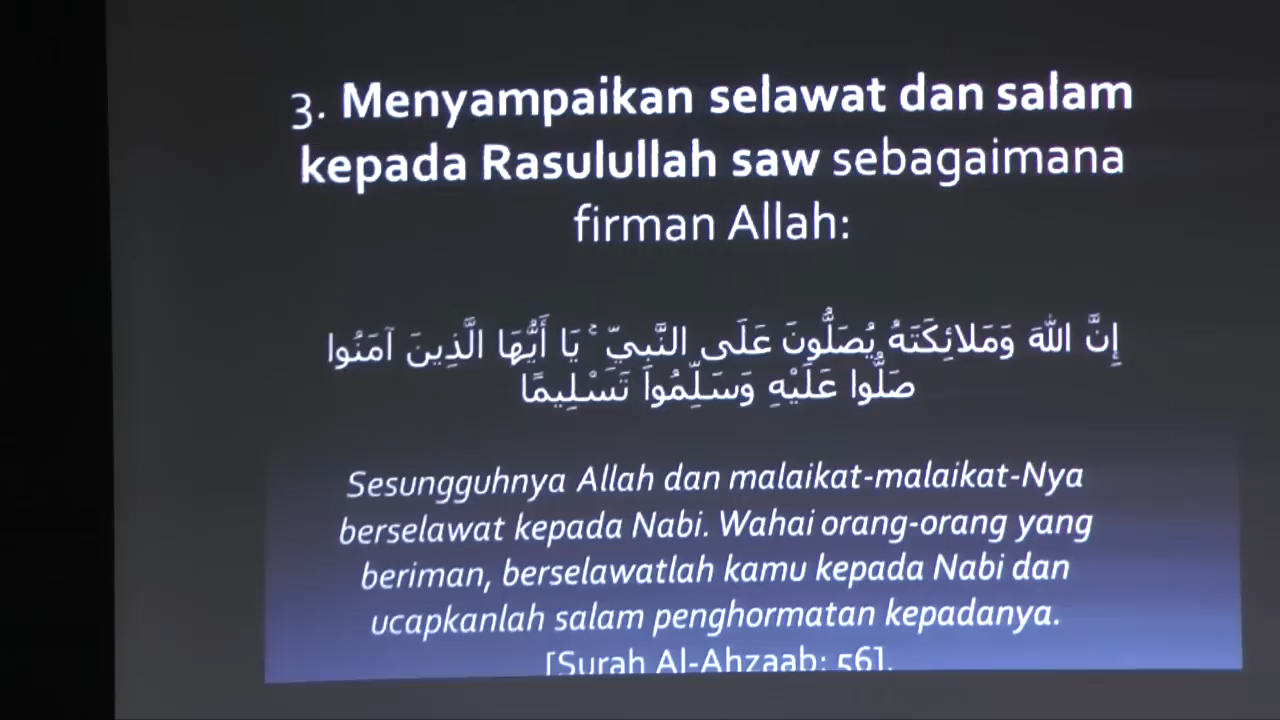 3. Menyampaikan selawat dan salam
kepada Rasulullah saw sebagaimana
firman Allah:
إِنَّ اللهَ وَمَلائِكَتَهُ يُصَلُّونَ عَلَى النَّبِيِّ ۚ يَا أَيُّهَا الَّذِينَ آمَنُوا
صَلُّوا عَلَيْهِ وَسَلِّمُوا تَسْلِيمًا
Sesungguhnya Allah dan malaikat-malaikat-Nya
berselawat kepada Nabi. Wahai orang-orang yang
beriman, berselawatlah kamu kepada Nabi dan
ucapkanlah salam penghormatan kepadanya.
[Surah Al-Ahzaab: 56].